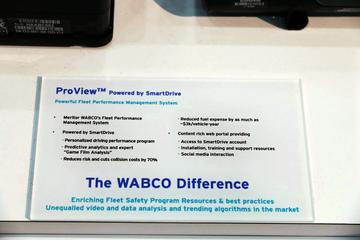 ProView™ Powered by SmartDrive
Powerful Fleet Performance Management System
• Meritor WABCO's Fleet Performance
Management System
• Powered by SmartDrive
- Personalized driving performance program
- Predictive analytics and expert
"Game Film Analysis"
- Reduces risk and cuts collision costs by 70%
• Reduced fuel expense by as much as
~$3k/vehicle-year
• Content rich web portal providing
- Access to SmartDrive account
- Installation, training and support resources
- Social media interaction
The WABCO Difference
Enriching Fleet Safety Program Resources & best practices
Unequalled video and data analysis and trending algorithms in the market